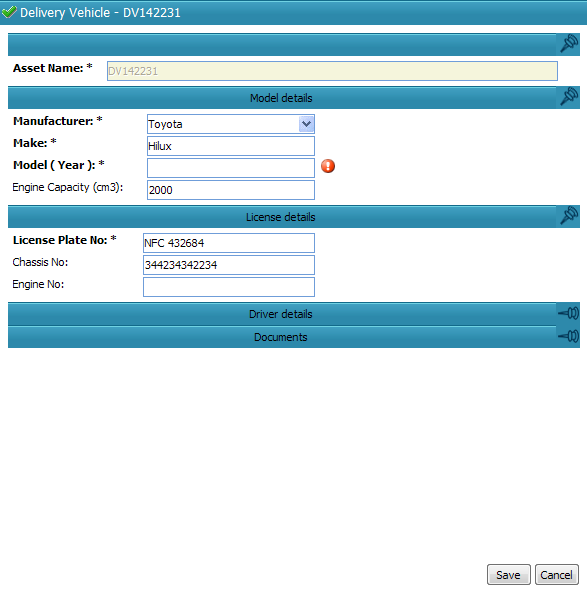 Delivery Vehicle - DV142231
Asset Name: * DV142231
Model details
Manufacturer: * Toyota
Make: * Hilux
Model ( Year ): *
Engine Capacity (cm3): 2000
License details
License Plate No: * NFC 432684
Chassis No: 344234342234
Engine No:
Driver details
Documents
Save Cancel